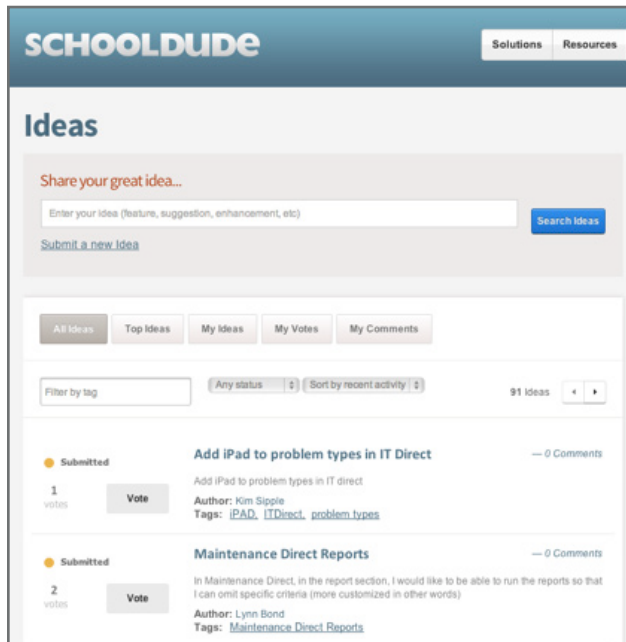 SCHOOLDUDE
Solutions Resources
Ideas
Share your great idea...
Enter your idea (feature, suggestion, enhancement, etc)
Search Ideas
Submit a new Idea
All Ideas Top Ideas My Ideas My Votes My Comments
Filter by tag Any status Sort by recent activity 91 Ideas
Submitted Add iPad to problem types in IT Direct — 0 Comments
Add iPad to problem types in IT direct
1 votes Vote Author: Kim Sipple
Tags: iPAD, ITDirect, problem types
Submitted Maintenance Direct Reports — 0 Comments
In Maintenance Direct, in the report section, I would like to be able to run the reports so that
2 votes Vote I can omit specific criteria (more customized in other words)
Author: Lynn Bond
Tags: Maintenance Direct Reports